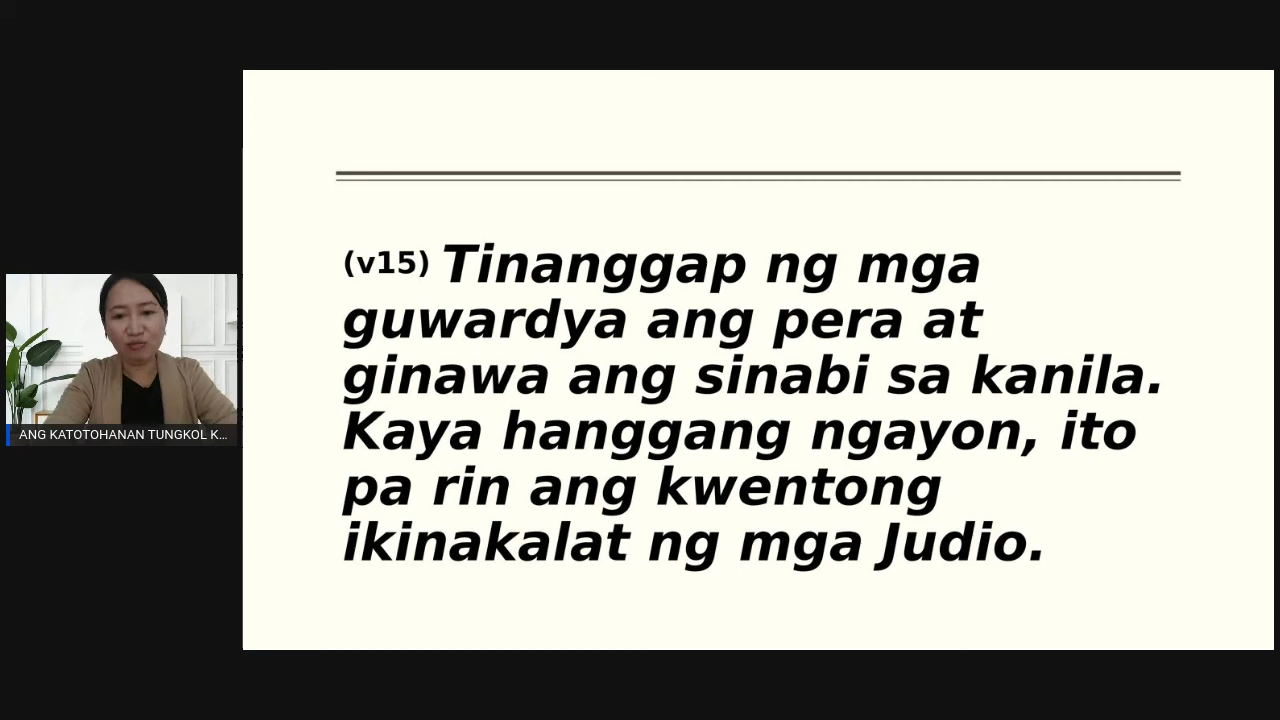 (v15) Tinanggap ng mga
guwardya ang pera at
ginawa ang sinabi sa kanila.
Kaya hanggang ngayon, ito
pa rin ang kwentong
ikinakalat ng mga Judio.
ANG KATOTOHANAN TUNGKOL K...